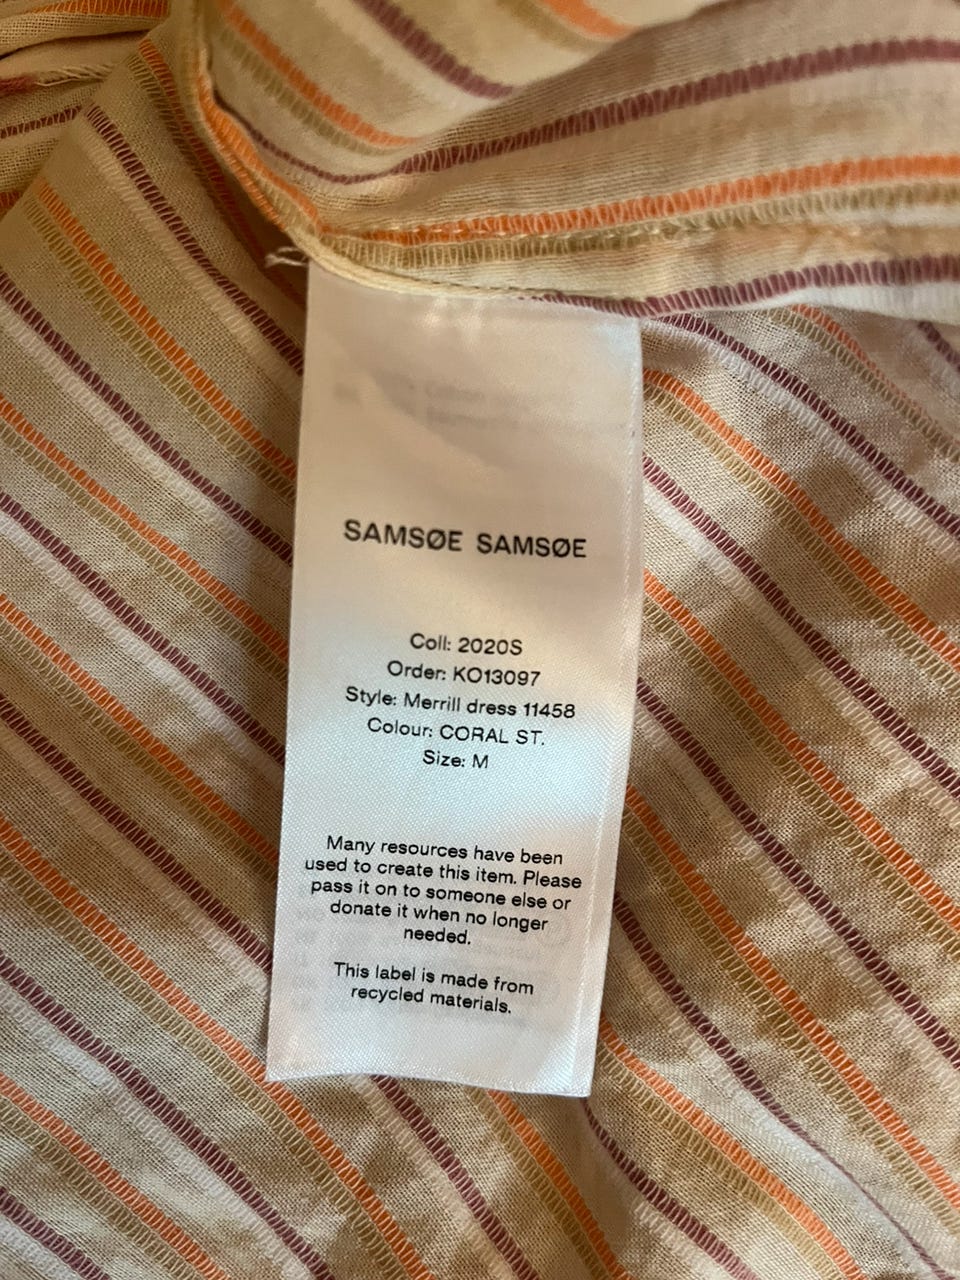 SAMSØE SAMSØE
Coll: 2020S
Order: KO13097
Style: Merrill dress 11458
Colour: CORAL ST.
Size: M
Many resources have been
used to create this item. Please
pass it on to someone else or
donate it when no longer
needed.
This label is made from
recycled materials.